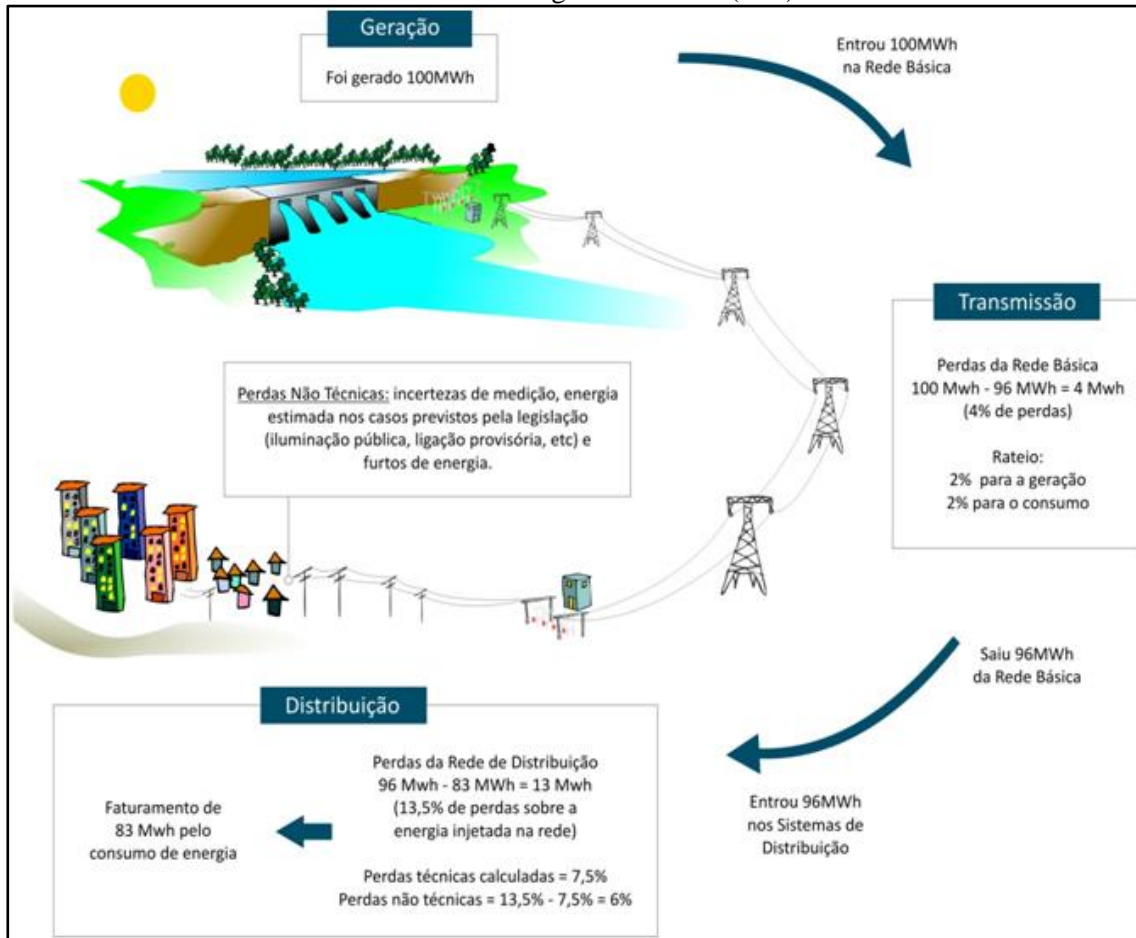 Geração
Foi gerado 100MWh
Entrou 100MWh
na Rede Básica
Transmissão
Perdas da Rede Básica
100 Mwh - 96 MWh = 4 Mwh
(4% de perdas)
Rateio:
2% para a geração
2% para o consumo
Perdas Não Técnicas: incertezas de medição, energia
estimada nos casos previstos pela legislação
(iluminação pública, ligação provisória, etc) e
furtos de energia.
Saiu 96MWh
da Rede Básica
Entrou 96MWh
nos Sistemas de
Distribuição
Distribuição
Perdas da Rede de Distribuição
96 Mwh - 83 MWh = 13 Mwh
(13,5% de perdas sobre a
energia injetada na rede)
Perdas técnicas calculadas = 7,5%
Perdas não técnicas = 13,5% - 7,5% = 6%
Faturamento de
83 Mwh pelo
consumo de energia